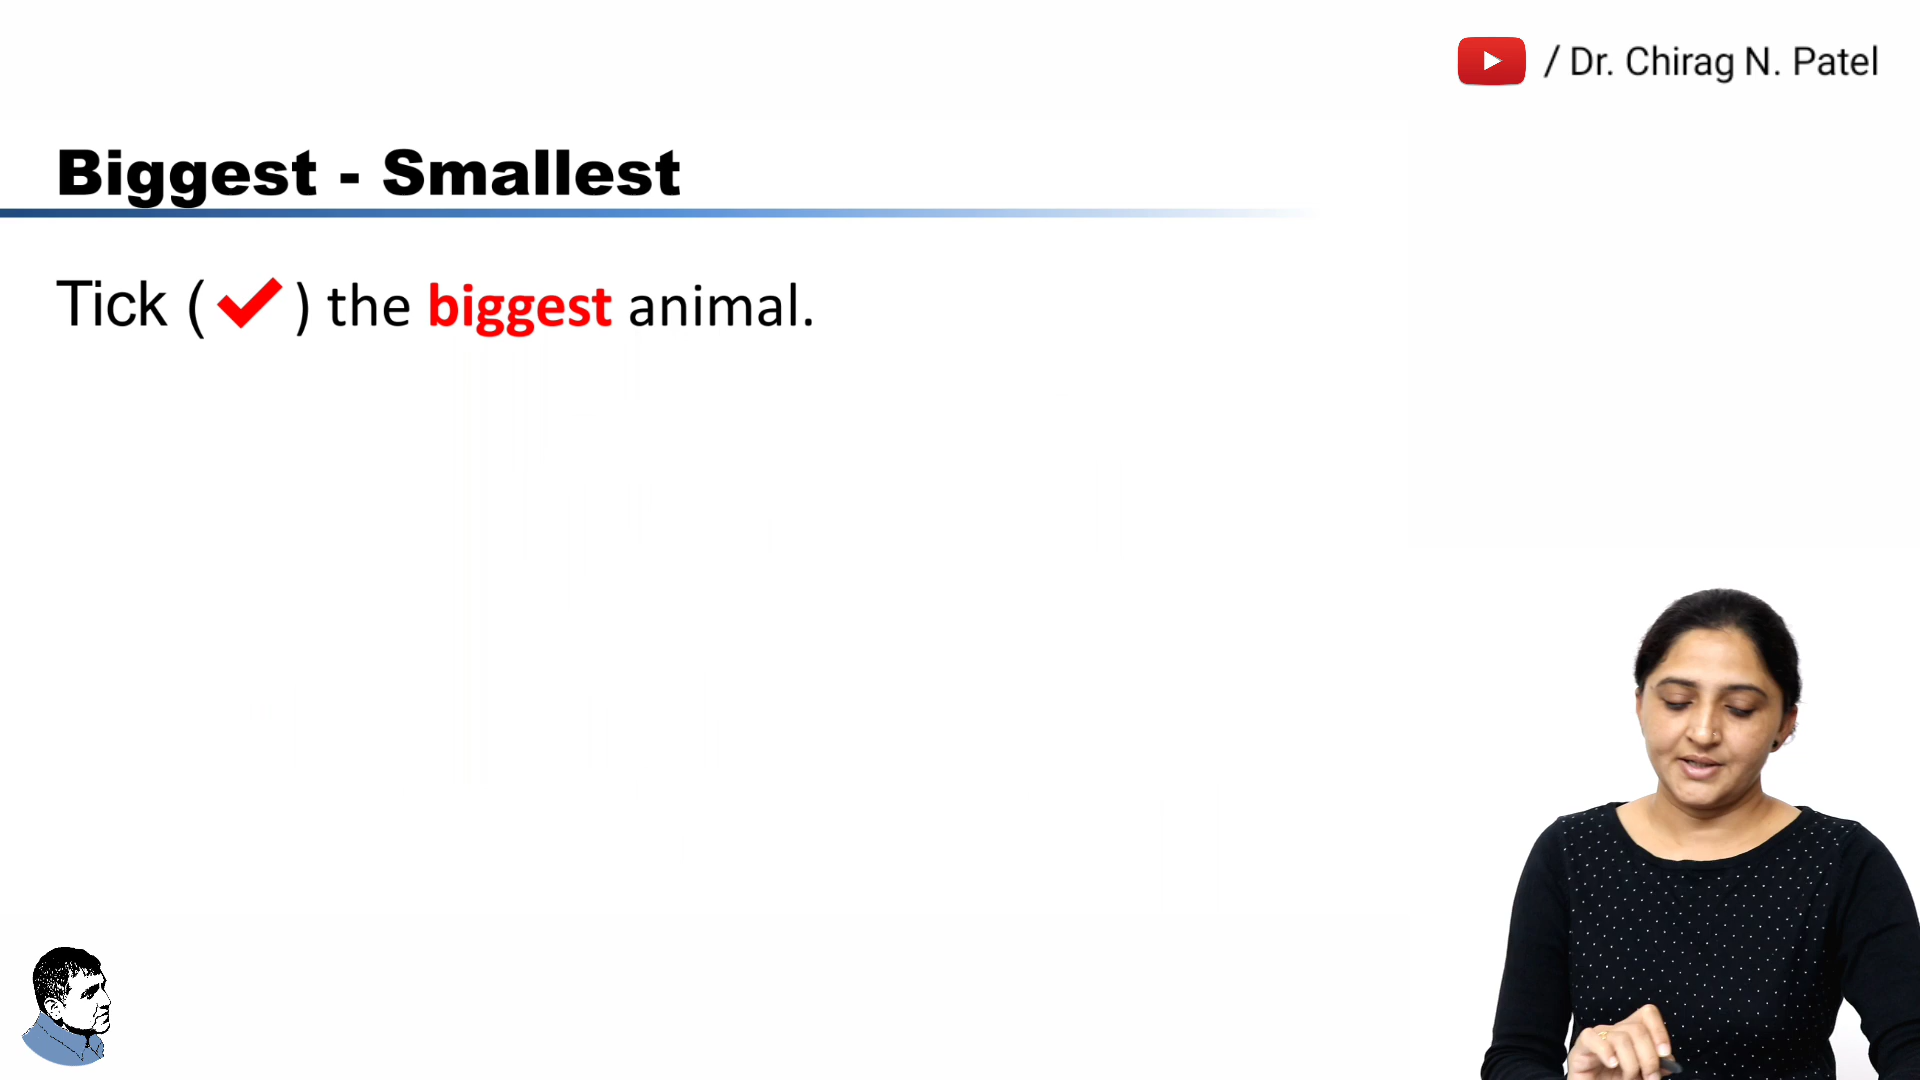 / Dr. Chirag N. Patel
Biggest - Smallest
Tick (✔) the biggest animal.